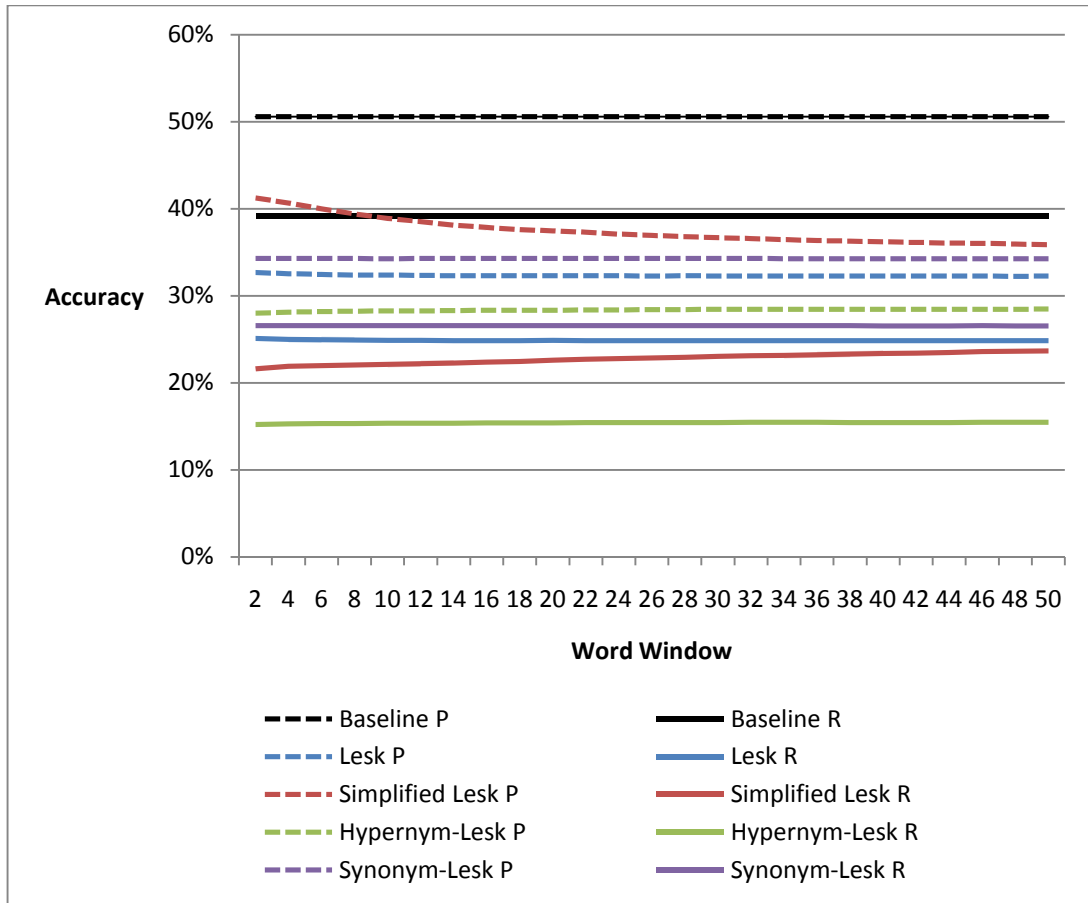 60%
50%
40%
30%
20%
10%
0%
Accuracy
2 4 6 8 10 12 14 16 18 20 22 24 26 28 30 32 34 36 38 40 42 44 46 48 50
Word Window
Baseline P Baseline R
Lesk P Lesk R
Simplified Lesk P Simplified Lesk R
Hypernym-Lesk P Hypernym-Lesk R
Synonym-Lesk P Synonym-Lesk R